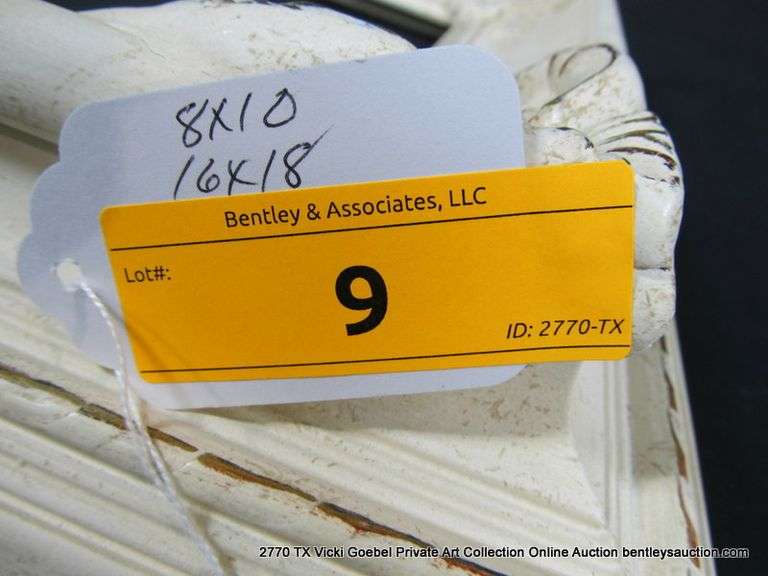 8X10
16X18
Bentley & Associates, LLC
Lot#:
9
ID: 2770-TX
2770 TX Vicki Goebel Private Art Collection Online Auction bentleysauction.com